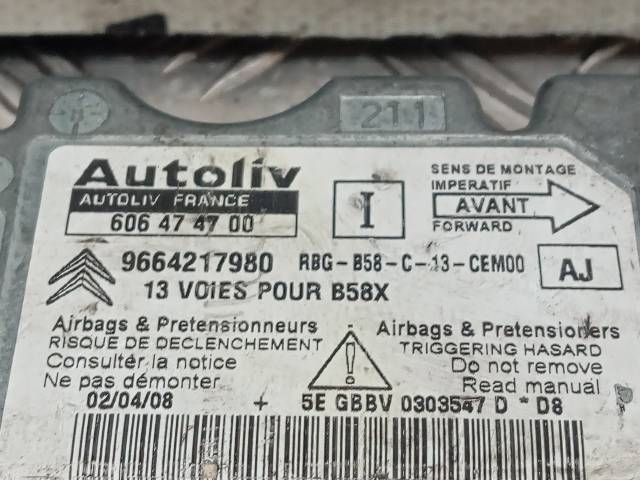 211
Autoliv
AUTOLIV FRANCE
606 47 47 00
I
SENS DE MONTAGE
IMPERATIF
AVANT
FORWARD
9664217980 RBG-B58-C-13-CEM00 AJ
13 VOIES POUR B58X
Airbags & Pretensionneurs
RISQUE DE DECLENCHEMENT
Consulter la notice
Ne pas démonter
!
Airbags & Pretensioners
TRIGGERING HASARD
Do not remove
Read manual
02/04/08 + 5E GBBV 0303547 D * D8